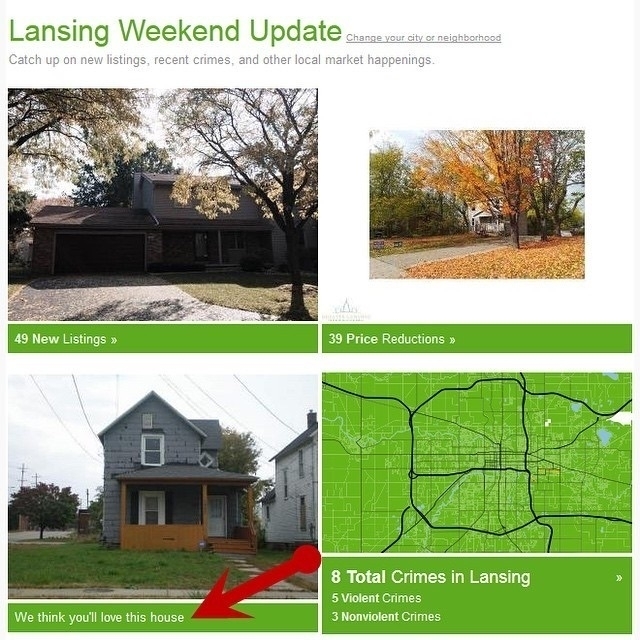 Lansing Weekend Update Change your city or neighborhood
Catch up on new listings, recent crimes, and other local market happenings.
49 New Listings »
39 Price Reductions »
We think you'll love this house
8 Total Crimes in Lansing »
5 Violent Crimes
3 Nonviolent Crimes